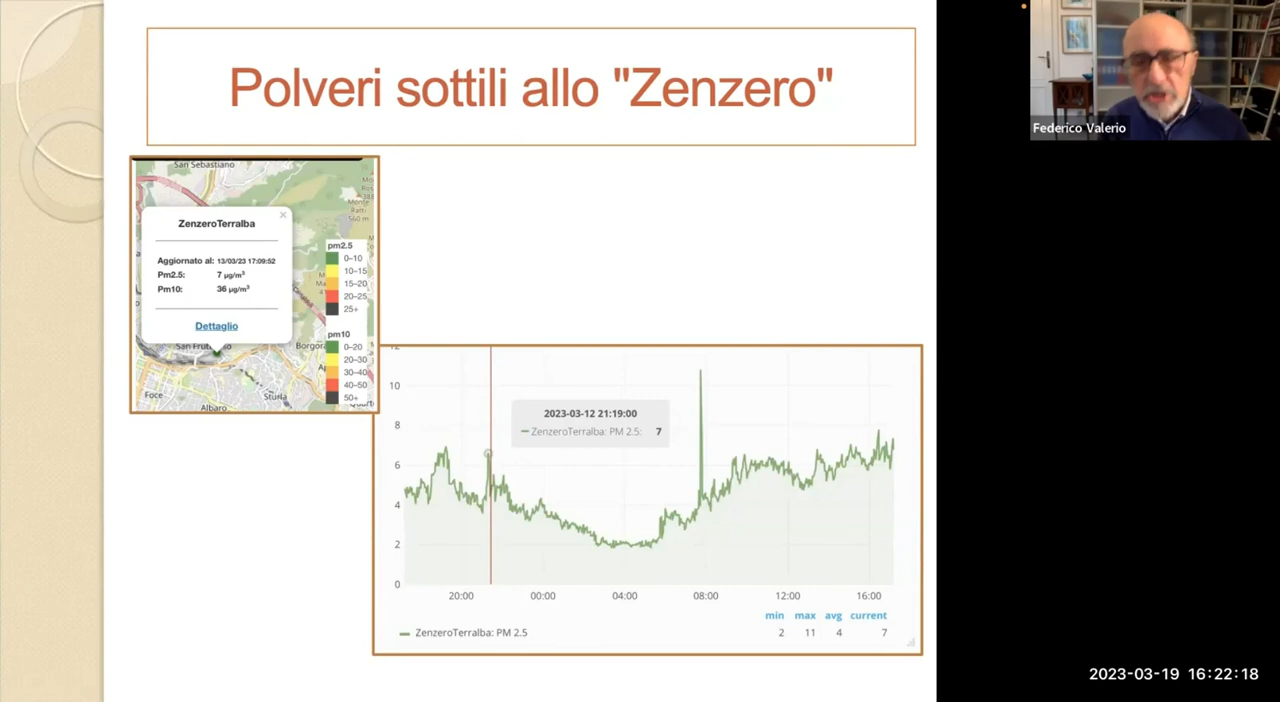 Polveri sottili allo "Zenzero"
Federico Valerio
San Sebastiano
Monte
Ratti
560 m
ZenzeroTerralba
×
Aggiornato al: 13/03/23 17:09:52
Pm2.5: 7 µg/m³
Pm10: 36 µg/m³
Dettaglio
pm2.5
0–10
10–15
15–20
20–25
25+
pm10
0–20
20–30
30–40
40–50
50+
Foce
Albaro
Sturla
12
10
8
6
4
2
0
2023-03-12 21:19:00
ZenzeroTerralba: PM 2.5: 7
20:00 00:00 04:00 08:00 12:00 16:00
min max avg current
ZenzeroTerralba: PM 2.5 2 11 4 7
2023-03-19 16:22:18